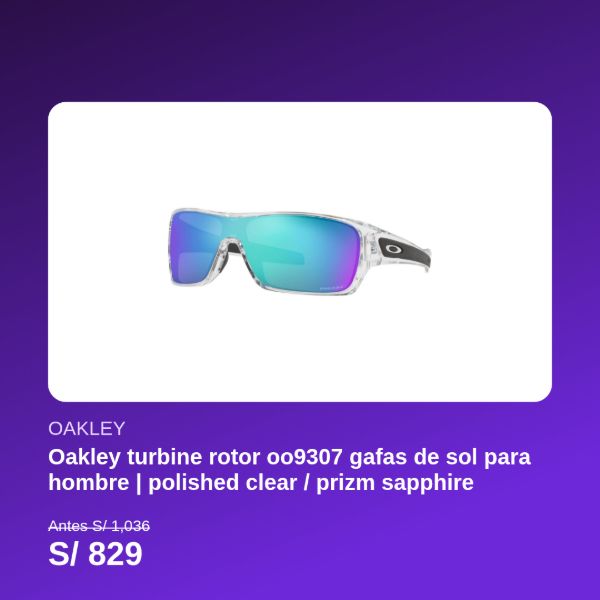 OAKLEY
Oakley turbine rotor oo9307 gafas de sol para
hombre | polished clear / prizm sapphire
Antes S/ 1,036
S/ 829